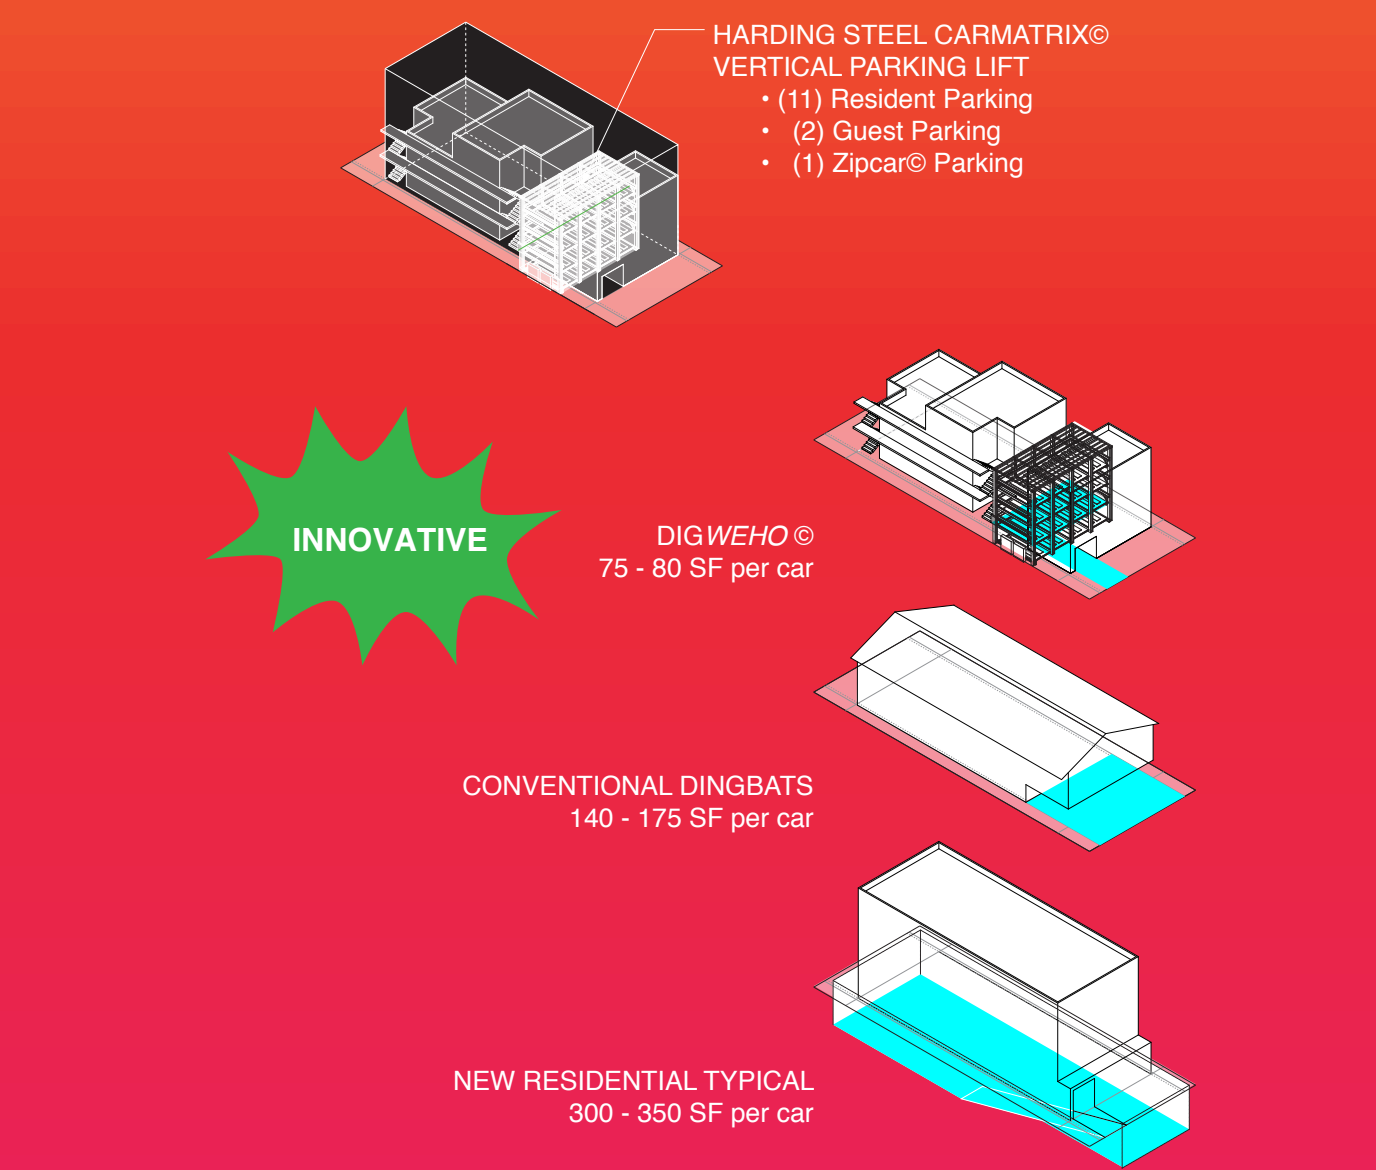 HARDING STEEL CARMATRIX©
VERTICAL PARKING LIFT
• (11) Resident Parking
• (2) Guest Parking
• (1) Zipcar© Parking
INNOVATIVE
DIGWEHO ©
75 - 80 SF per car
CONVENTIONAL DINGBATS
140 - 175 SF per car
NEW RESIDENTIAL TYPICAL
300 - 350 SF per car